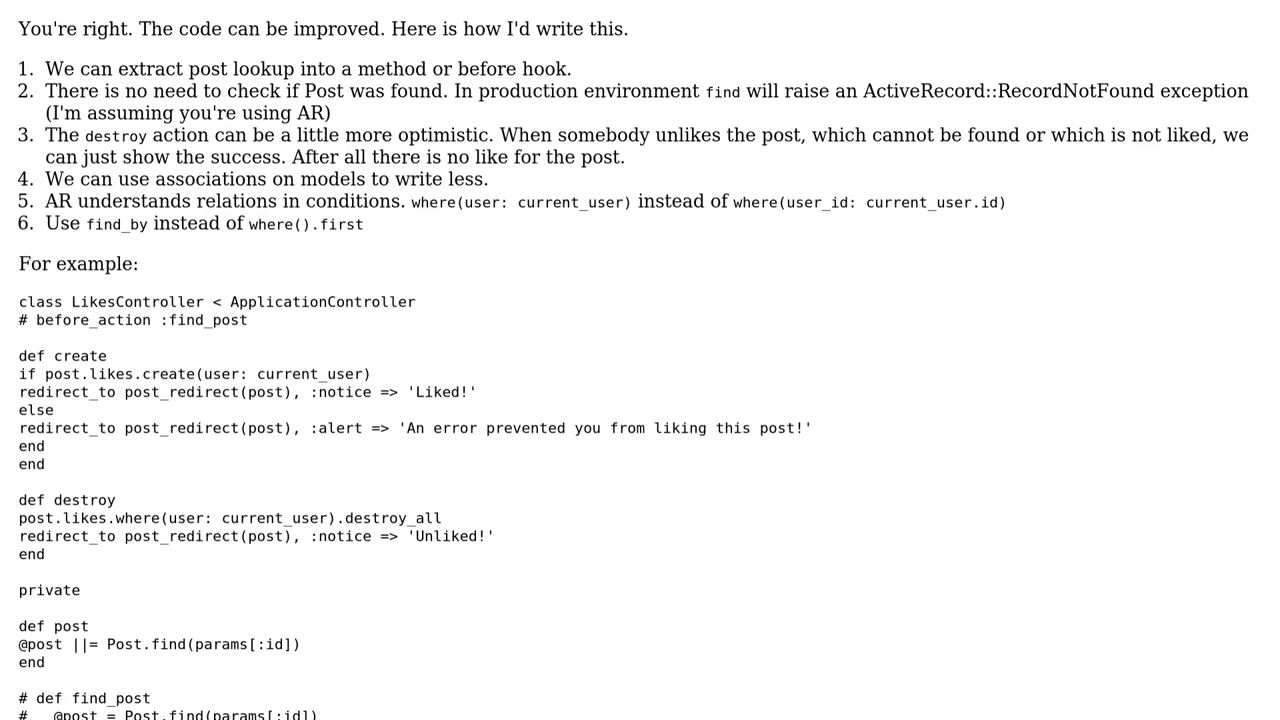 You're right. The code can be improved. Here is how I'd write this.
1. We can extract post lookup into a method or before hook.
2. There is no need to check if Post was found. In production environment find will raise an ActiveRecord::RecordNotFound exception
(I'm assuming you're using AR)
3. The destroy action can be a little more optimistic. When somebody unlikes the post, which cannot be found or which is not liked, we
can just show the success. After all there is no like for the post.
4. We can use associations on models to write less.
5. AR understands relations in conditions. where(user: current_user) instead of where(user_id: current_user.id)
6. Use find_by instead of where().first
For example:
class LikesController < ApplicationController
# before_action :find_post
def create
if post.likes.create(user: current_user)
redirect_to post_redirect(post), :notice => 'Liked!'
else
redirect_to post_redirect(post), :alert => 'An error prevented you from liking this post!'
end
end
def destroy
post.likes.where(user: current_user).destroy_all
redirect_to post_redirect(post), :notice => 'Unliked!'
end
private
def post
@post ||= Post.find(params[:id])
end
# def find_post
#   @post = Post.find(params[:id])